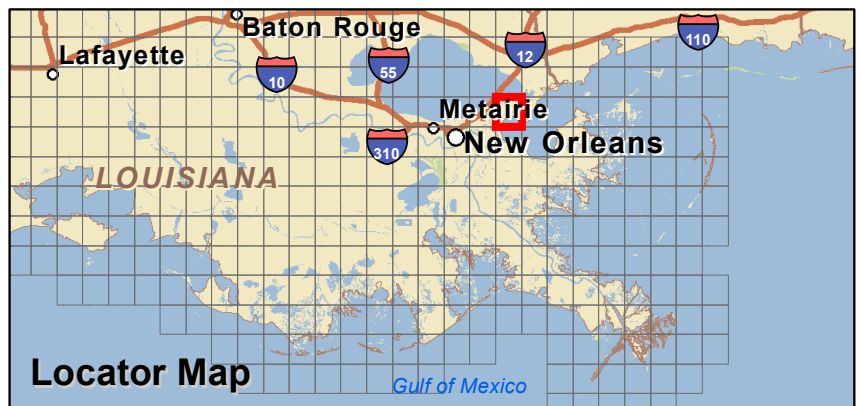 Baton Rouge
Lafayette
110
12
55
10
Metairie
New Orleans
310
LOUISIANA
Locator Map
Gulf of Mexico